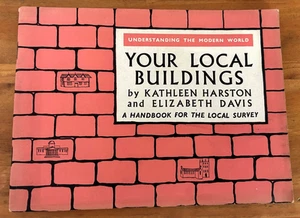 UNDERSTANDING THE MODERN WORLD
YOUR LOCAL
BUILDINGS
by KATHLEEN HARSTON
and ELIZABETH DAVIS
A HANDBOOK FOR THE LOCAL SURVEY